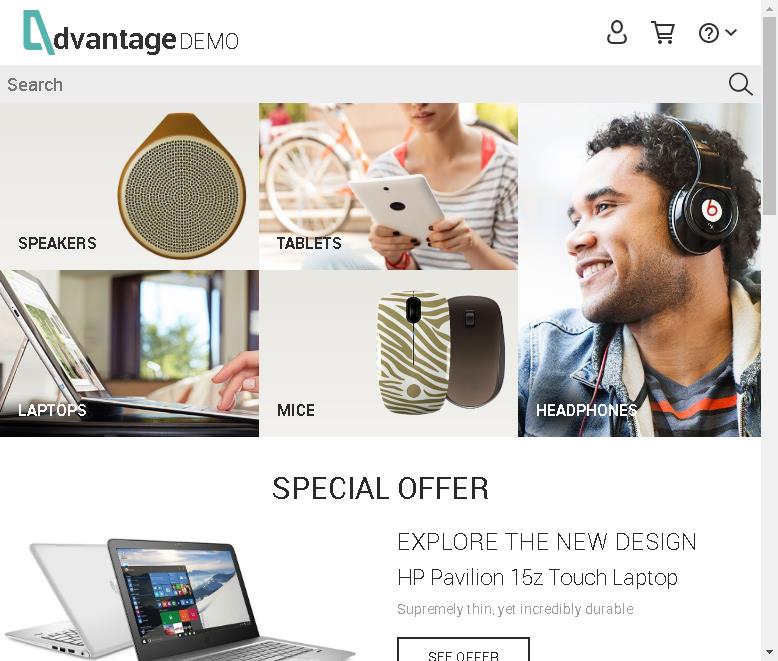 dvantage DEMO
Search
SPEAKERS
TABLETS
LAPTOPS
MICE
HEADPHONES
SPECIAL OFFER
EXPLORE THE NEW DESIGN
HP Pavilion 15z Touch Laptop
Supremely thin, yet incredibly durable
SEE OFFER